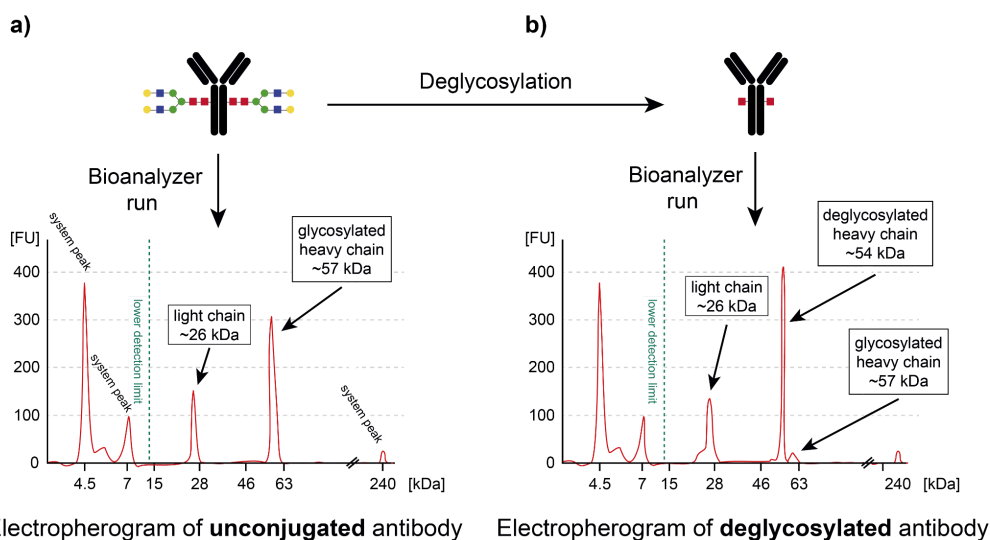 a)
b)
Deglycosylation
Bioanalyzer
run
Bioanalyzer
run
[FU]
400
300
200
100
0
system peak
system peak
lower detection limit
light chain
~26 kDa
glycosylated
heavy chain
~57 kDa
system peak
4.5 7 15 28 46 63 240 [kDa]
[FU]
400
300
200
100
0
lower detection limit
light chain
~26 kDa
deglycosylated
heavy chain
~54 kDa
glycosylated
heavy chain
~57 kDa
4.5 7 15 28 46 63 240 [kDa]
lectropherogram of unconjugated antibody
Electropherogram of deglycosylated antibody